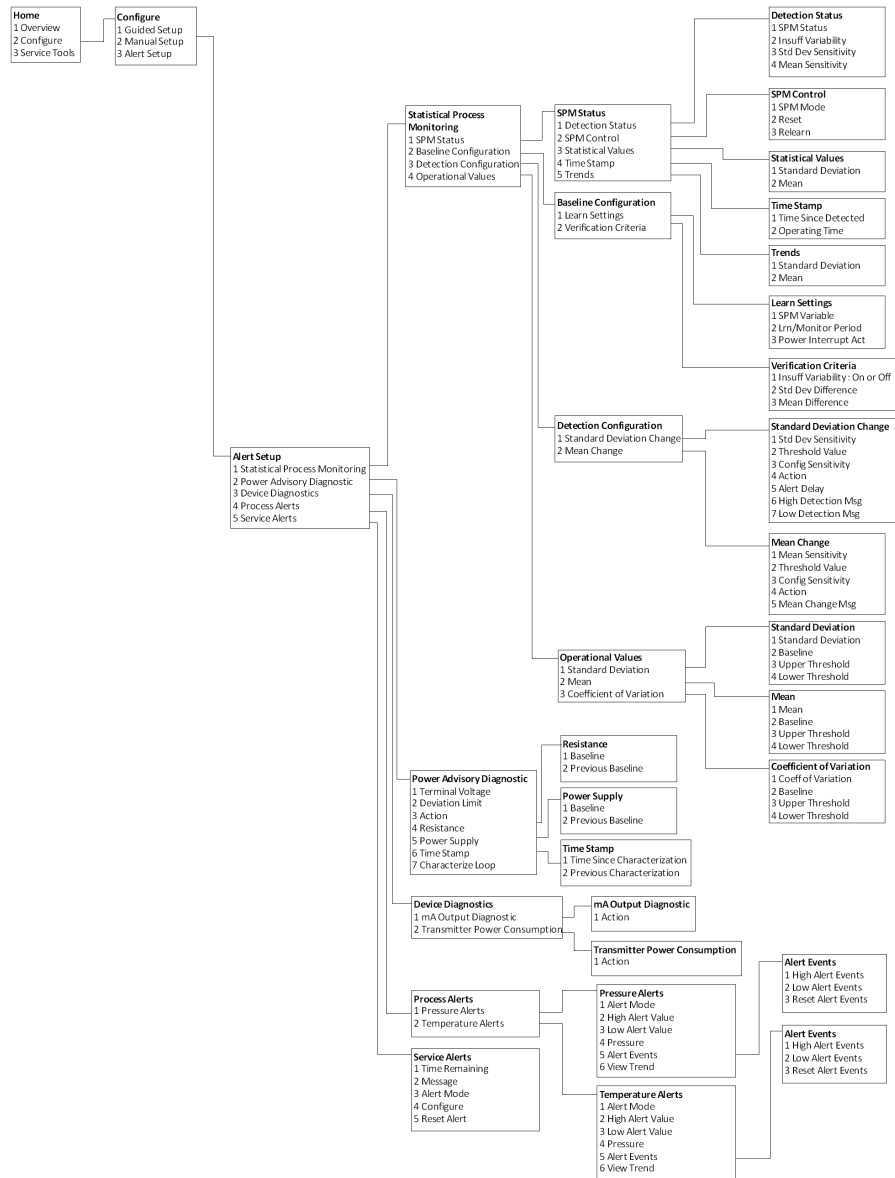 Home
1 Overview
2 Configure
3 Service Tools
Configure
1 Guided Setup
2 Manual Setup
3 Alert Setup
Alert Setup
1 Statistical Process Monitoring
2 Power Advisory Diagnostic
3 Device Diagnostics
4 Process Alerts
5 Service Alerts
Statistical Process
Monitoring
1 SPM Status
2 Baseline Configuration
3 Detection Configuration
4 Operational Values
SPM Status
1 Detection Status
2 SPM Control
3 Statistical Values
4 Time Stamp
5 Trends
Detection Status
1 SPM Status
2 Insuff Variability
3 Std Dev Sensitivity
4 Mean Sensitivity
SPM Control
1 SPM Mode
2 Reset
3 Relearn
Statistical Values
1 Standard Deviation
2 Mean
Time Stamp
1 Time Since Detected
2 Operating Time
Trends
1 Standard Deviation
2 Mean
Baseline Configuration
1 Learn Settings
2 Verification Criteria
Learn Settings
1 SPM Variable
2 Lrn/Monitor Period
3 Power Interrupt Act
Verification Criteria
1 Insuff Variability: On or Off
2 Std Dev Difference
3 Mean Difference
Detection Configuration
1 Standard Deviation Change
2 Mean Change
Standard Deviation Change
1 Std Dev Sensitivity
2 Threshold Value
3 Config Sensitivity
4 Action
5 Alert Delay
6 High Detection Msg
7 Low Detection Msg
Mean Change
1 Mean Sensitivity
2 Threshold Value
3 Config Sensitivity
4 Action
5 Mean Change Msg
Operational Values
1 Standard Deviation
2 Mean
3 Coefficient of Variation
Standard Deviation
1 Standard Deviation
2 Baseline
3 Upper Threshold
4 Lower Threshold
Mean
1 Mean
2 Baseline
3 Upper Threshold
4 Lower Threshold
Coefficient of Variation
1 Coeff of Variation
2 Baseline
3 Upper Threshold
4 Lower Threshold
Power Advisory Diagnostic
1 Terminal Voltage
2 Deviation Limit
3 Action
4 Resistance
5 Power Supply
6 Time Stamp
7 Characterize Loop
Resistance
1 Baseline
2 Previous Baseline
Power Supply
1 Baseline
2 Previous Baseline
Time Stamp
1 Time Since Characterization
2 Previous Characterization
Device Diagnostics
1 mA Output Diagnostic
2 Transmitter Power Consumption
mA Output Diagnostic
1 Action
Transmitter Power Consumption
1 Action
Process Alerts
1 Pressure Alerts
2 Temperature Alerts
Pressure Alerts
1 Alert Mode
2 High Alert Value
3 Low Alert Value
4 Pressure
5 Alert Events
6 View Trend
Alert Events
1 High Alert Events
2 Low Alert Events
3 Reset Alert Events
Alert Events
1 High Alert Events
2 Low Alert Events
3 Reset Alert Events
Service Alerts
1 Time Remaining
2 Message
3 Alert Mode
4 Configure
5 Reset Alert
Temperature Alerts
1 Alert Mode
2 High Alert Value
3 Low Alert Value
4 Pressure
5 Alert Events
6 View Trend